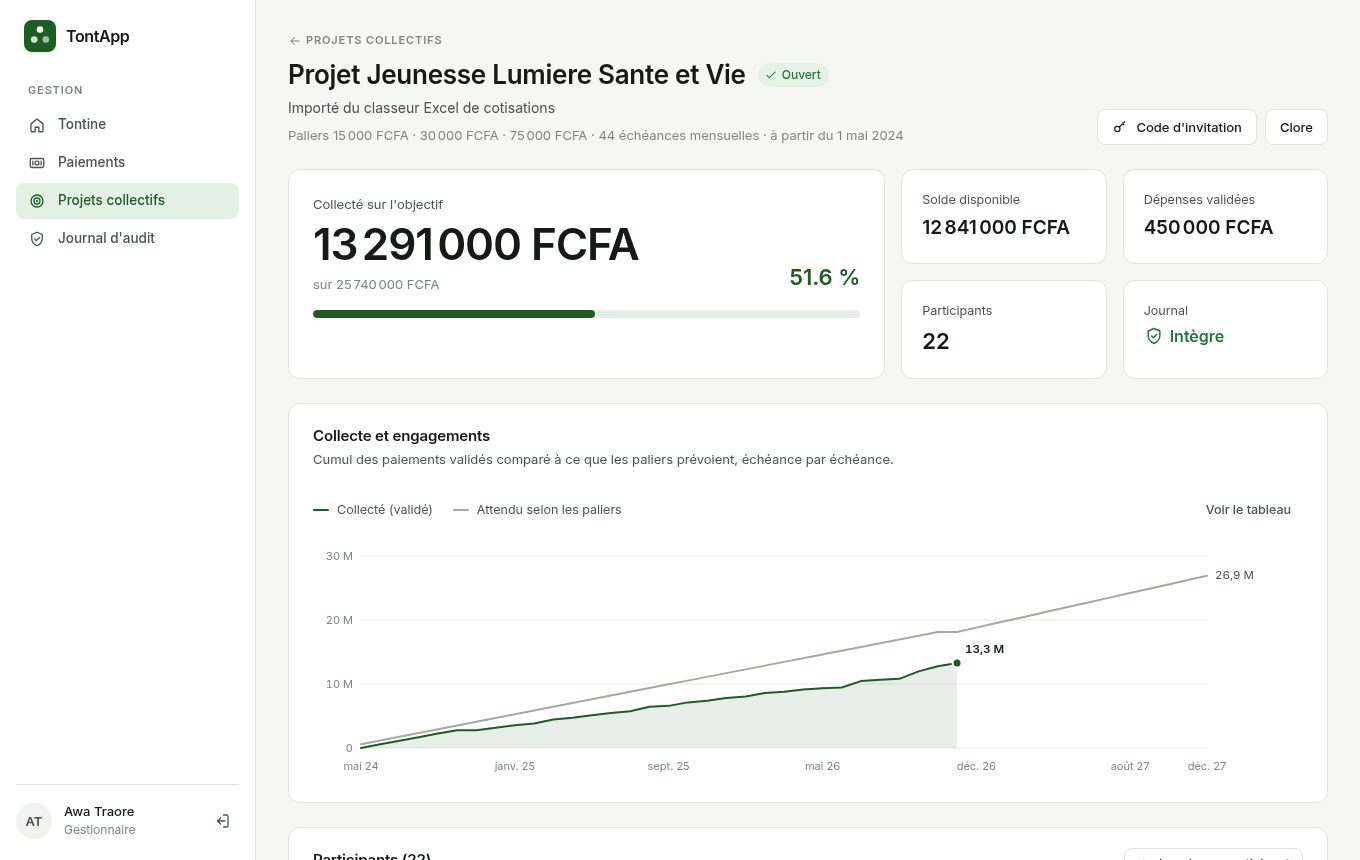 TontApp
GESTION
Tontine
Paiements
Projets collectifs
Journal d'audit
AT
Awa Traore
Gestionnaire
← PROJETS COLLECTIFS
Projet Jeunesse Lumiere Sante et Vie
Ouvert
Importé du classeur Excel de cotisations
Paliers 15 000 FCFA · 30 000 FCFA · 75 000 FCFA · 44 échéances mensuelles · à partir du 1 mai 2024
Code d'invitation
Clore
Collecté sur l'objectif
13 291 000 FCFA
sur 25 740 000 FCFA
51.6 %
Solde disponible
12 841 000 FCFA
Dépenses validées
450 000 FCFA
Participants
22
Journal
Intègre
Collecte et engagements
Cumul des paiements validés comparé à ce que les paliers prévoient, échéance par échéance.
Collecté (validé)
Attendu selon les paliers
Voir le tableau
30 M
20 M
10 M
0
26,9 M
13,3 M
mai 24
janv. 25
sept. 25
mai 26
déc. 26
août 27
déc. 27
Participants (22)